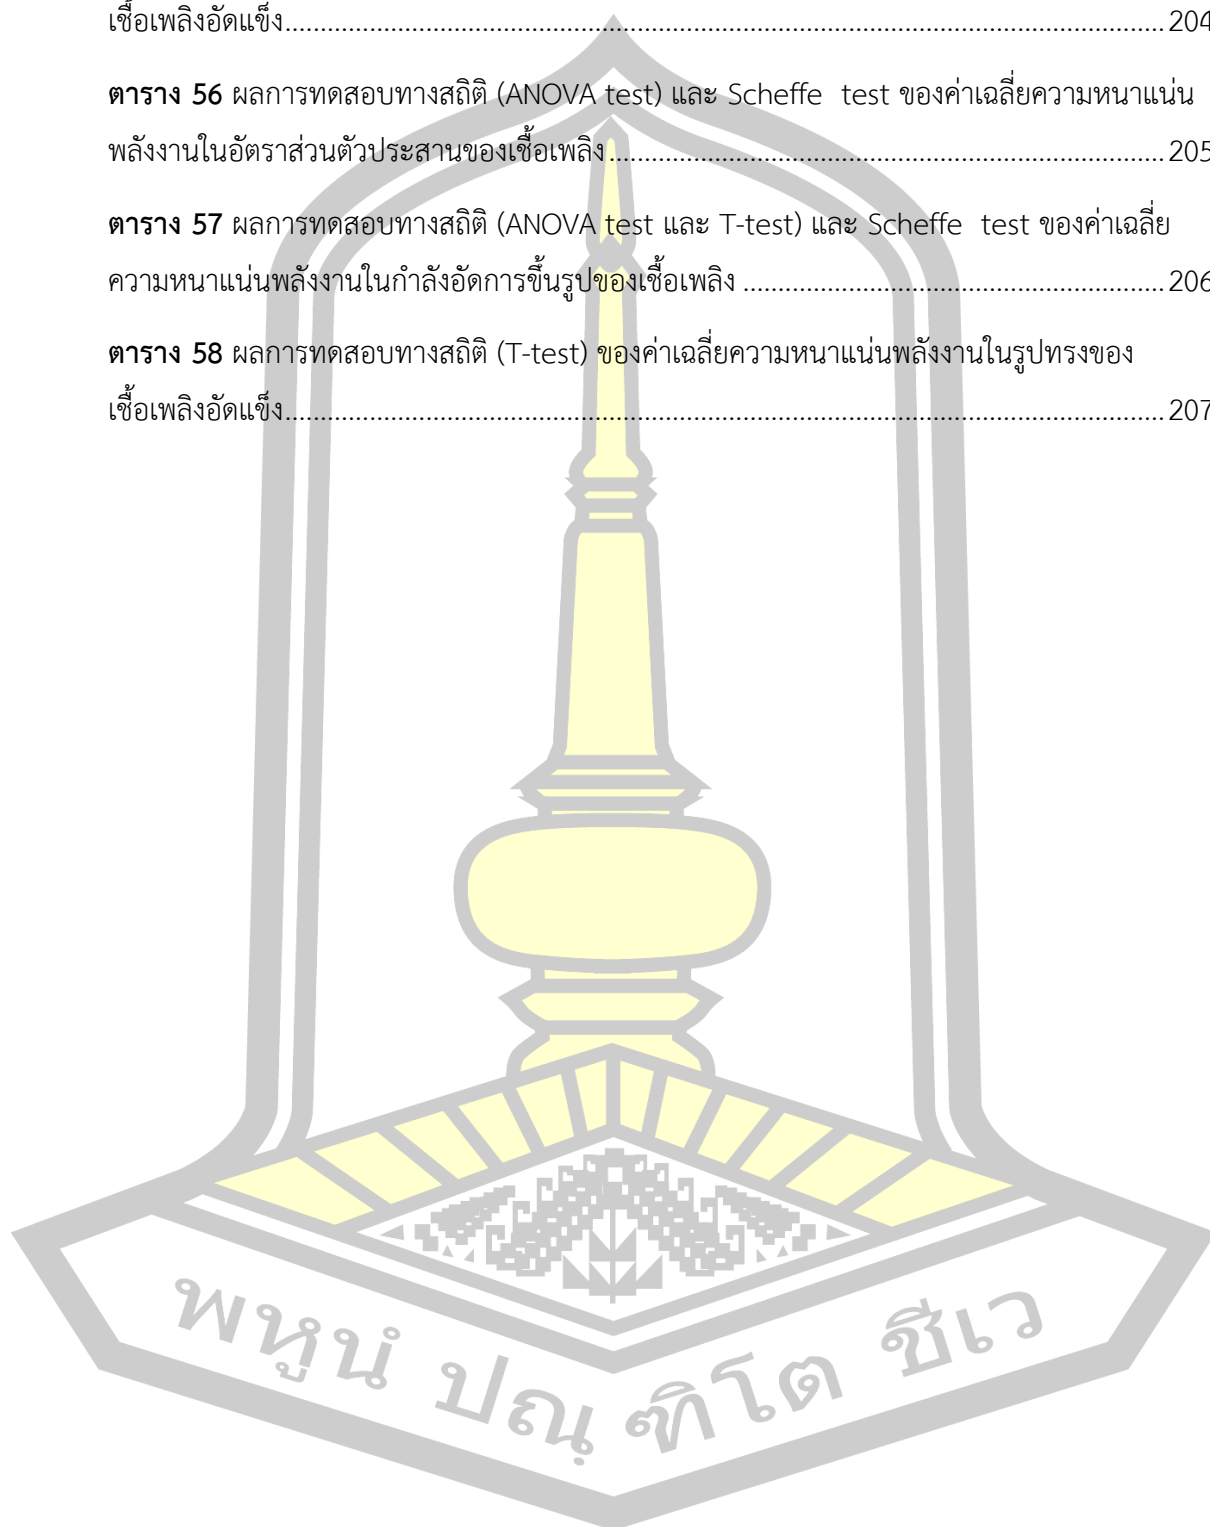 เชื้อเพลิงอัดแข็ง............................................................................................................................ 204
ตาราง 56 ผลการทดสอบทางสถิติ (ANOVA test) และ Scheffe test ของค่าเฉลี่ยความหนาแน่น
พลังงานในอัตราส่วนตัวประสานของเชื้อเพลิง.............................................................................. 205
ตาราง 57 ผลการทดสอบทางสถิติ (ANOVA test และ T-test) และ Scheffe test ของค่าเฉลี่ย
ความหนาแน่นพลังงานในกำลังอัดการขึ้นรูปของเชื้อเพลิง ........................................................... 206
ตาราง 58 ผลการทดสอบทางสถิติ (T-test) ของค่าเฉลี่ยความหนาแน่นพลังงานในรูปทรงของ
เชื้อเพลิงอัดแข็ง............................................................................................................................ 207
พหูนํ ปณฺฑิโต ชีเว